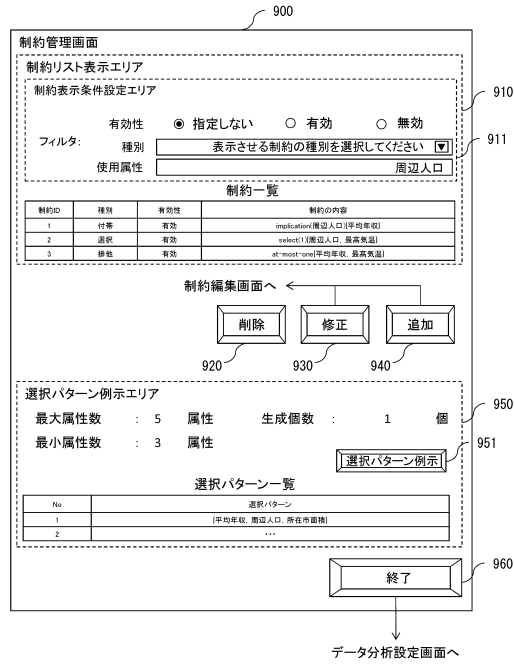 900
制約管理画面
制約リスト表示エリア
制約表示条件設定エリア
910
有効性 指定しない 有効 無効
911
フィルタ: 種別 表示させる制約の種別を選択してください
使用属性 周辺人口
制約一覧
制約ID 種別 有効性 制約の内容
1 付帯 有効 implication{周辺人口}{平均年収}
2 選択 有効 select(1){周辺人口, 最高気温}
3 排他 有効 at-most-one{平均年収, 最高気温}
制約編集画面へ
削除 修正 追加
920 930 940
選択パターン例示エリア
950
最大属性数 : 5 属性 生成個数 : 1 個
最小属性数 : 3 属性
951
選択パターン例示
選択パターン一覧
No 選択パターン
1 {平均年収, 周辺人口, 所在市面積}
2 ・・・
960
終了
データ分析設定画面へ